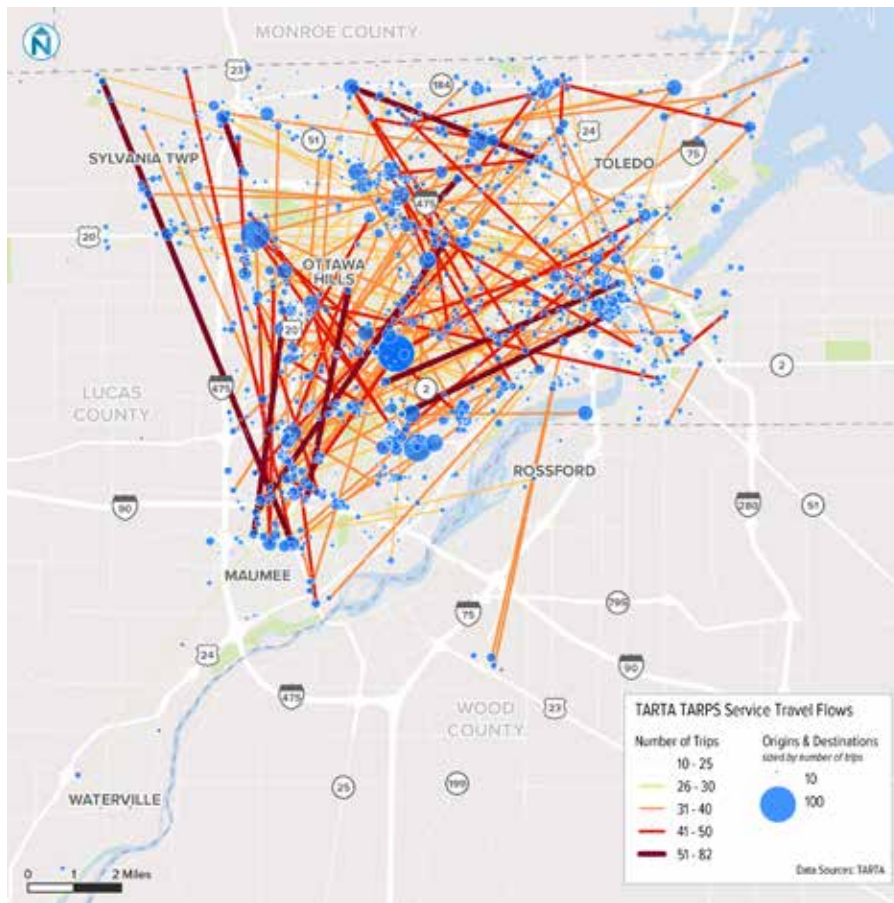 N
MONROE COUNTY
23
184
51
24
SYLVANIA TWP
TOLEDO
75
475
20
OTTAWA
HILLS
20
2
475
2
LUCAS
COUNTY
ROSSFORD
90
280
51
MAUMEE
75
795
24
90
475
WOOD
COUNTY
23
25
199
WATERVILLE
0 1 2 Miles
TARTA TARPS Service Travel Flows
Number of Trips
Origins & Destinations
sized by number of trips
10 - 25
10
26 - 30
100
31 - 40
41 - 50
51 - 82
Data Sources: TARTA